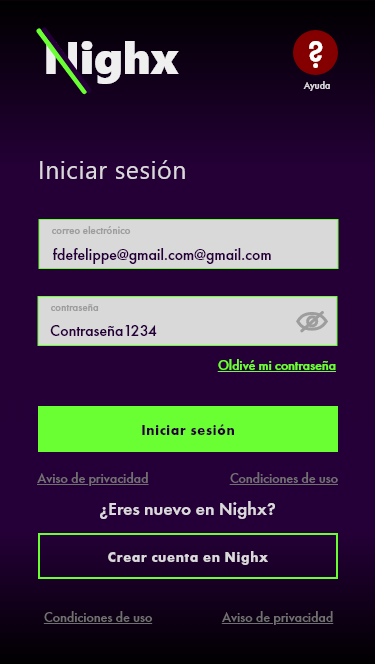 Nighx
Ayuda
Iniciar sesión
correo electrónico
fdefelippe@gmail.com@gmail.com
contraseña
Contraseña1234
Oldivé mi contraseña
Iniciar sesión
Aviso de privacidad Condiciones de uso
¿Eres nuevo en Nighx?
Crear cuenta en Nighx
Condiciones de uso Aviso de privacidad